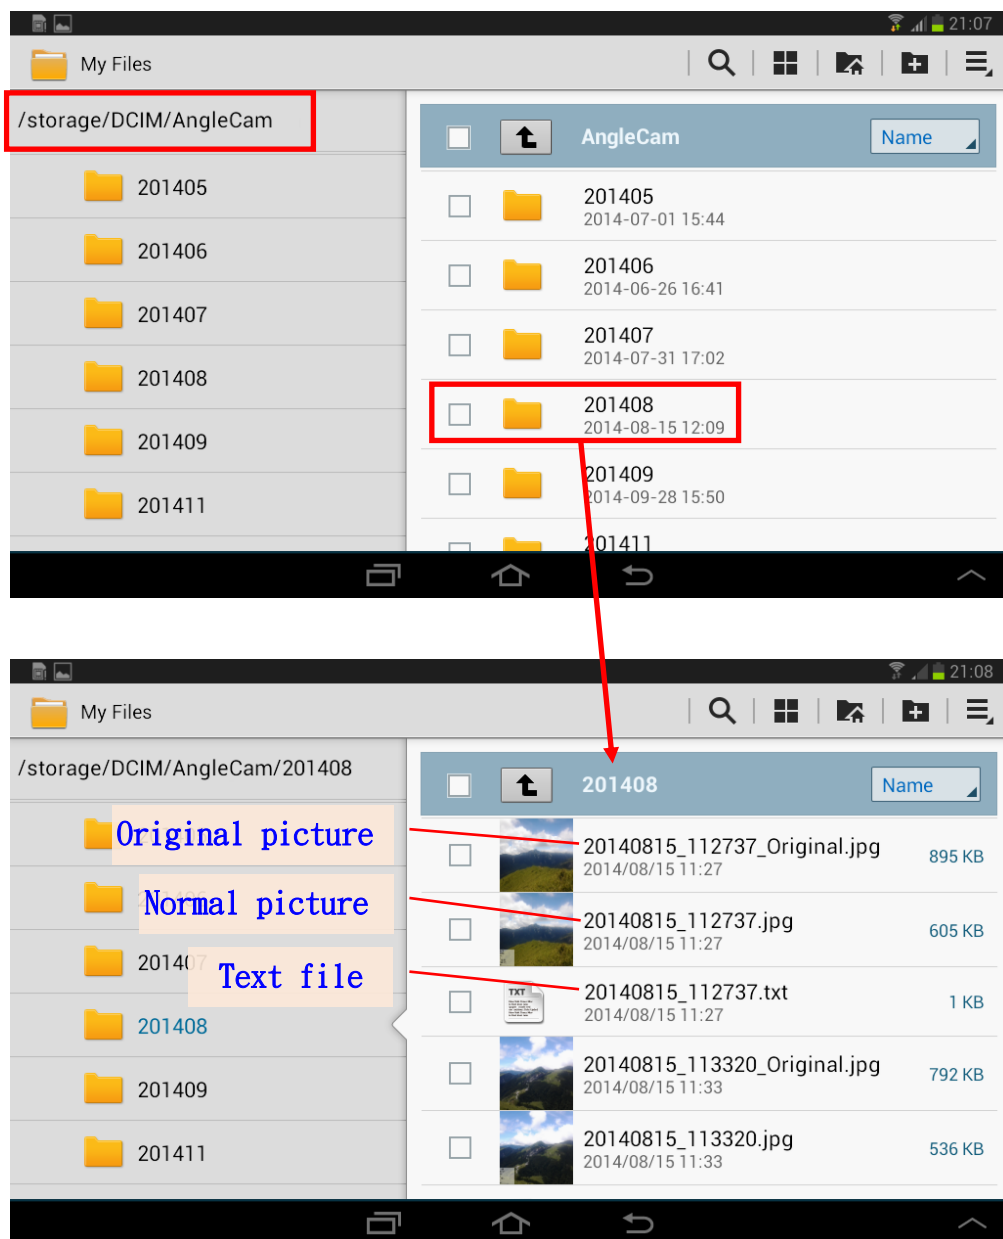 21:07
My Files
/storage/DCIM/AngleCam
201405
201406
201407
201408
201409
201411
AngleCam
Name
201405
2014-07-01 15:44
201406
2014-06-26 16:41
201407
2014-07-31 17:02
201408
2014-08-15 12:09
201409
2014-09-28 15:50
201411
21:08
My Files
/storage/DCIM/AngleCam/201408
Original picture
Normal picture
201407
Text file
201408
201409
201411
201408
Name
20140815_112737_Original.jpg
2014/08/15 11:27
895 KB
20140815_112737.jpg
2014/08/15 11:27
605 KB
TXT
20140815_112737.txt
2014/08/15 11:27
1 KB
20140815_113320_Original.jpg
2014/08/15 11:33
792 KB
20140815_113320.jpg
2014/08/15 11:33
536 KB